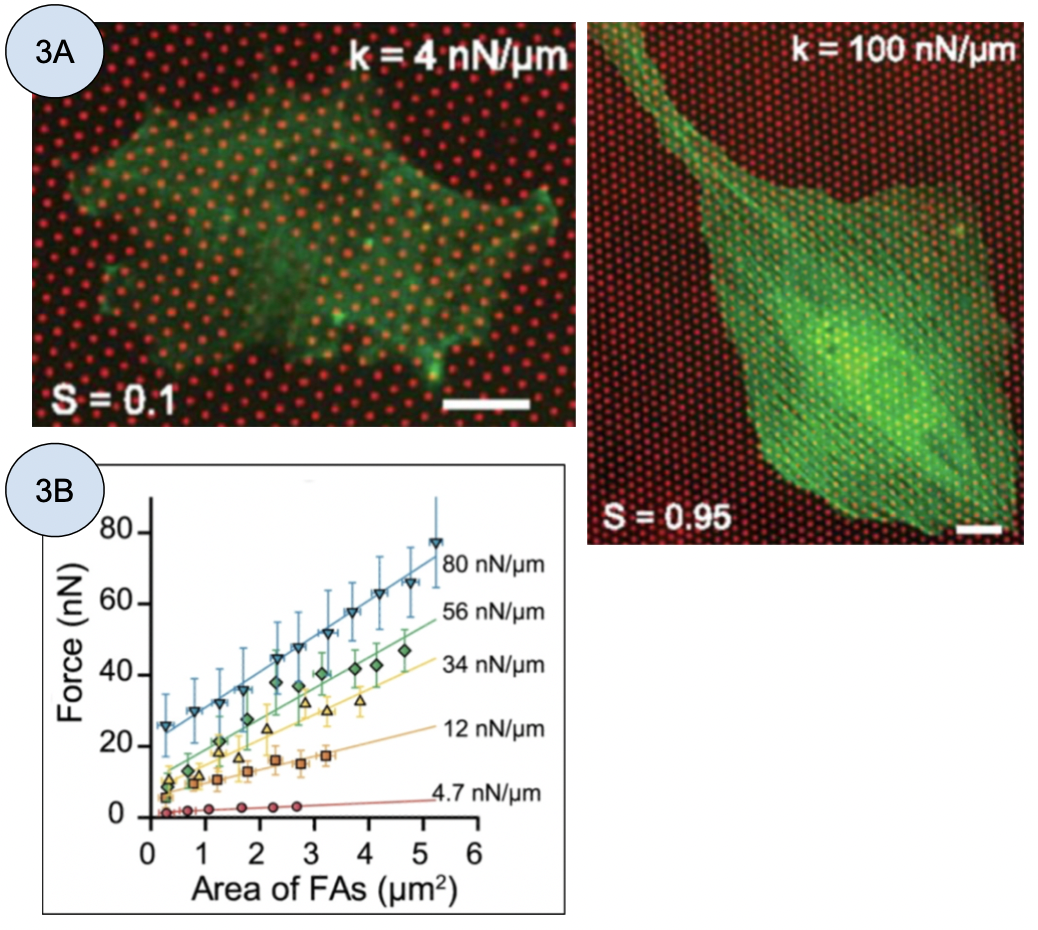 3A
k = 4 nN/μm
S = 0.1
k = 100 nN/μm
S = 0.95
3B
Force (nN)
80
60
40
20
0
80 nN/μm
56 nN/μm
34 nN/μm
12 nN/μm
4.7 nN/μm
0 1 2 3 4 5 6
Area of FAs (μm²)